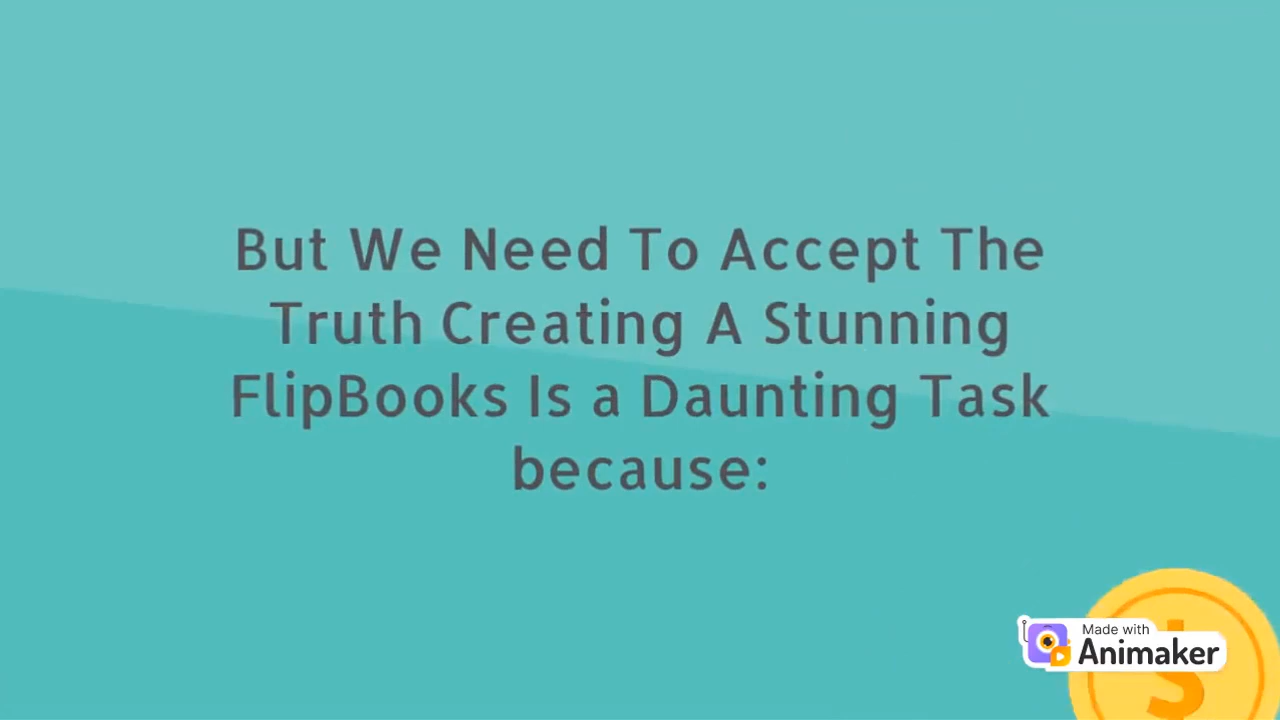 But We Need To Accept The
Truth Creating A Stunning
FlipBooks Is a Daunting Task
because:
Made with
Animaker
$